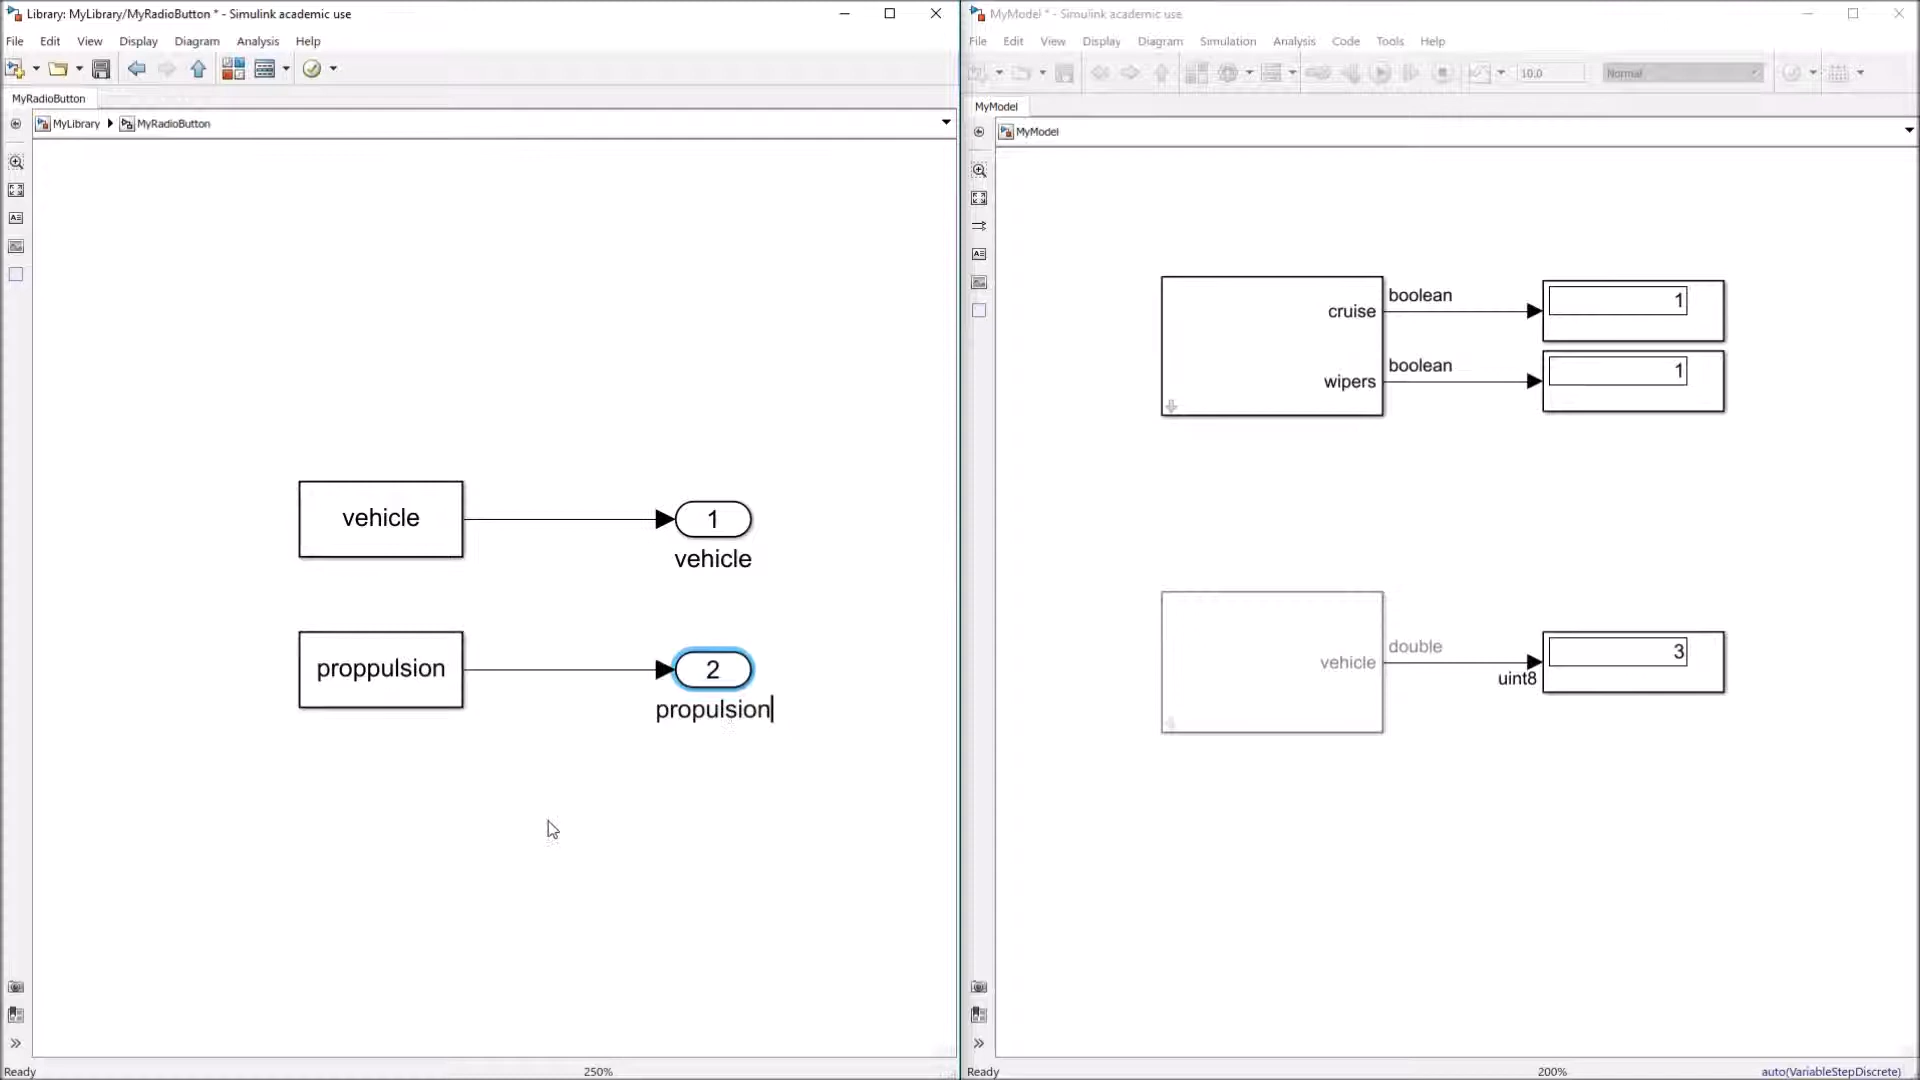 Library: MyLibrary/MyRadioButton * - Simulink academic use
File Edit View Display Diagram Analysis Help
MyRadioButton
MyLibrary MyRadioButton
vehicle
1
vehicle
proppulsion
2
propulsion
Ready
250%
MyModel * - Simulink academic use
File Edit View Display Diagram Simulation Analysis Code Tools Help
10.0 Normal
MyModel
MyModel
cruise
boolean
1
wipers
boolean
1
vehicle
double
uint8
3
Ready
200%
auto(VariableStepDiscrete)